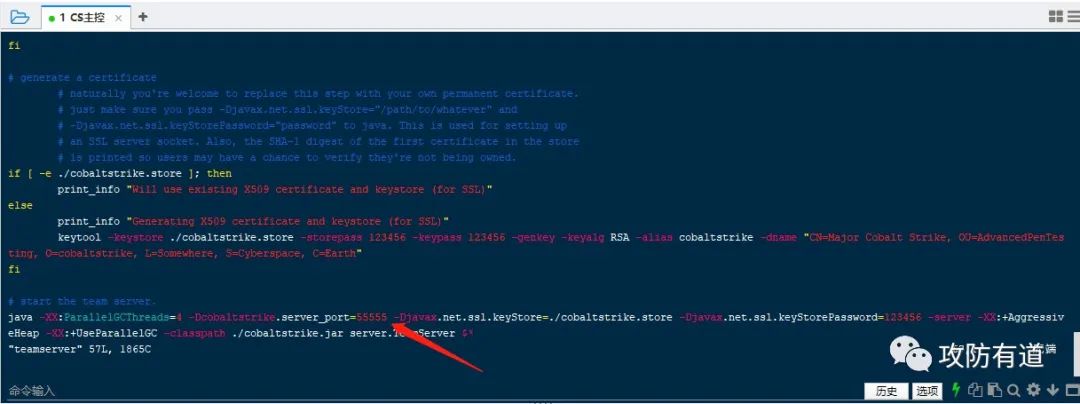 1 CS主控 × +
fi
# generate a certificate
# naturally you're welcome to replace this step with your own permanent certificate.
# just make sure you pass -Djavax.net.ssl.keyStore="/path/to/whatever" and
# -Djavax.net.ssl.keyStorePassword="password" to java. This is used for setting up
# an SSL server socket. Also, the SHA-1 digest of the first certificate in the store
# is printed so users may have a chance to verify they're not being owned.
if [ -e ./cobaltstrike.store ]; then
print_info "Will use existing X509 certificate and keystore (for SSL)"
else
print_info "Generating X509 certificate and keystore (for SSL)"
keytool -keystore ./cobaltstrike.store -storepass 123456 -keypass 123456 -genkey -keyalg RSA -alias cobaltstrike -dname "CN=Major Cobalt Strike, OU=AdvancedPenTes
ting, O=cobaltstrike, L=Somewhere, S=Cyberspace, C=Earth"
fi
# start the team server.
java -XX:ParallelGCThreads=4 -Dcobaltstrike.server_port=55555 -Djavax.net.ssl.keyStore=./cobaltstrike.store -Djavax.net.ssl.keyStorePassword=123456 -server -XX:+Aggressiv
eHeap -XX:+UseParallelGC -classpath ./cobaltstrike.jar server.TeamServer $*
"teamserver" 57L, 1865C
攻防有道
端
命令输入
历史 选项